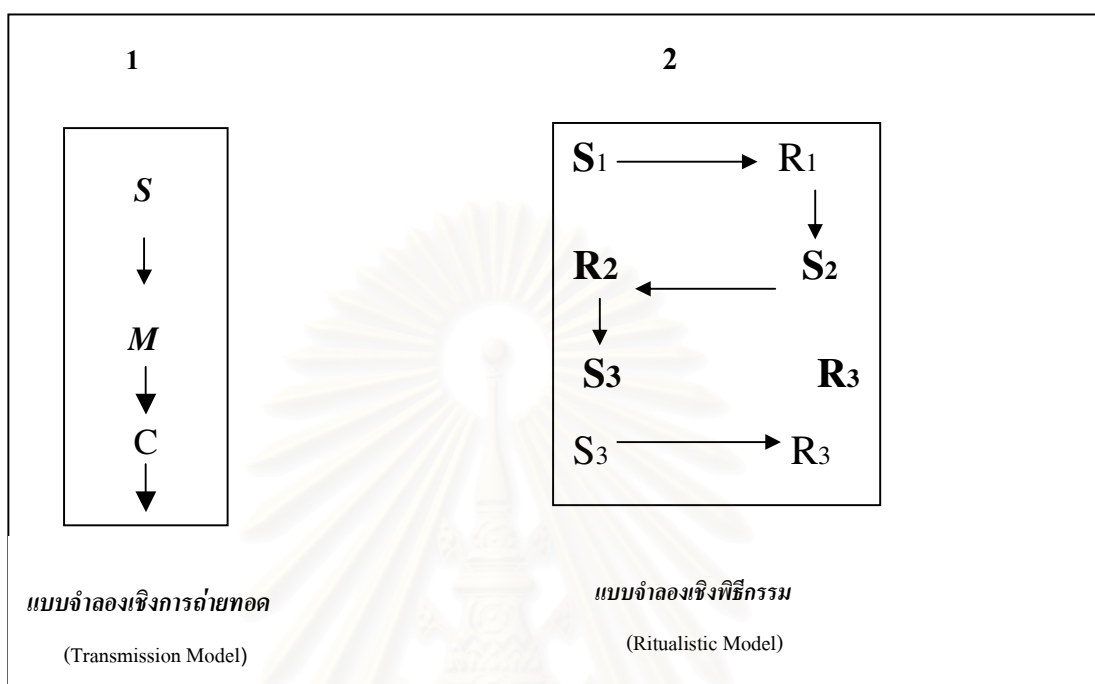 1
S
M
C
แบบจำลองเชิงการถ่ายทอด
(Transmission Model)
2
S1 R1
R2 S2
S3 R3
S3 R3
แบบจำลองเชิงพิธีกรรม
(Ritualistic Model)